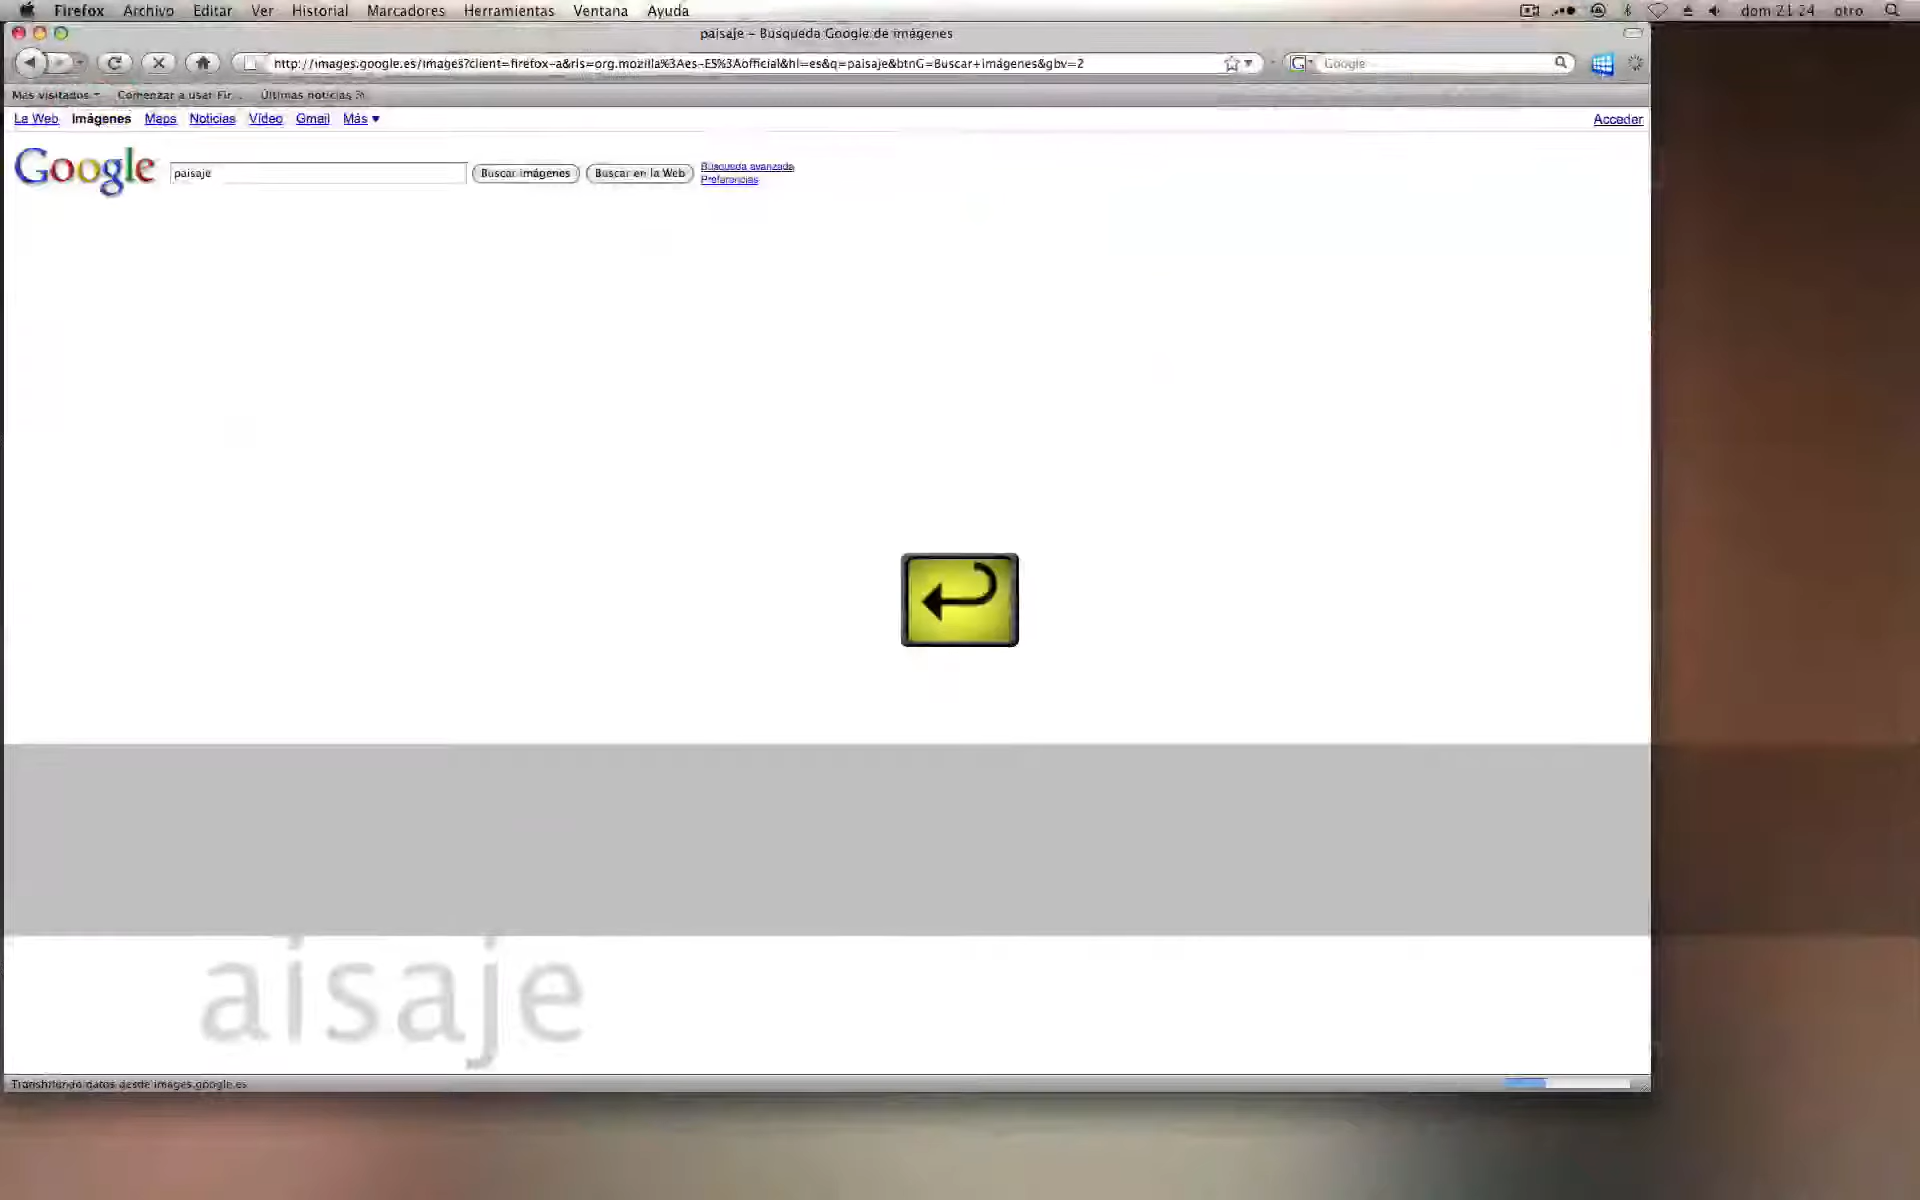 Firefox Archivo Editar Ver Historial Marcadores Herramientas Ventana Ayuda dom 21:24 otro
paisaje – Búsqueda Google de imágenes
http://images.google.es/images?client=firefox-a&rls=org.mozilla%3Aes-ES%3Aofficial&hl=es&q=paisaje&btnG=Buscar+imágenes&gbv=2 Google
Más visitados Comenzar a usar Fir... Últimas noticias
La Web Imágenes Maps Noticias Vídeo Gmail Más ▼ Acceder
Google paisaje Buscar imágenes Buscar en la Web Búsqueda avanzada
Preferencias
aisaje
Transfiriendo datos desde images.google.es